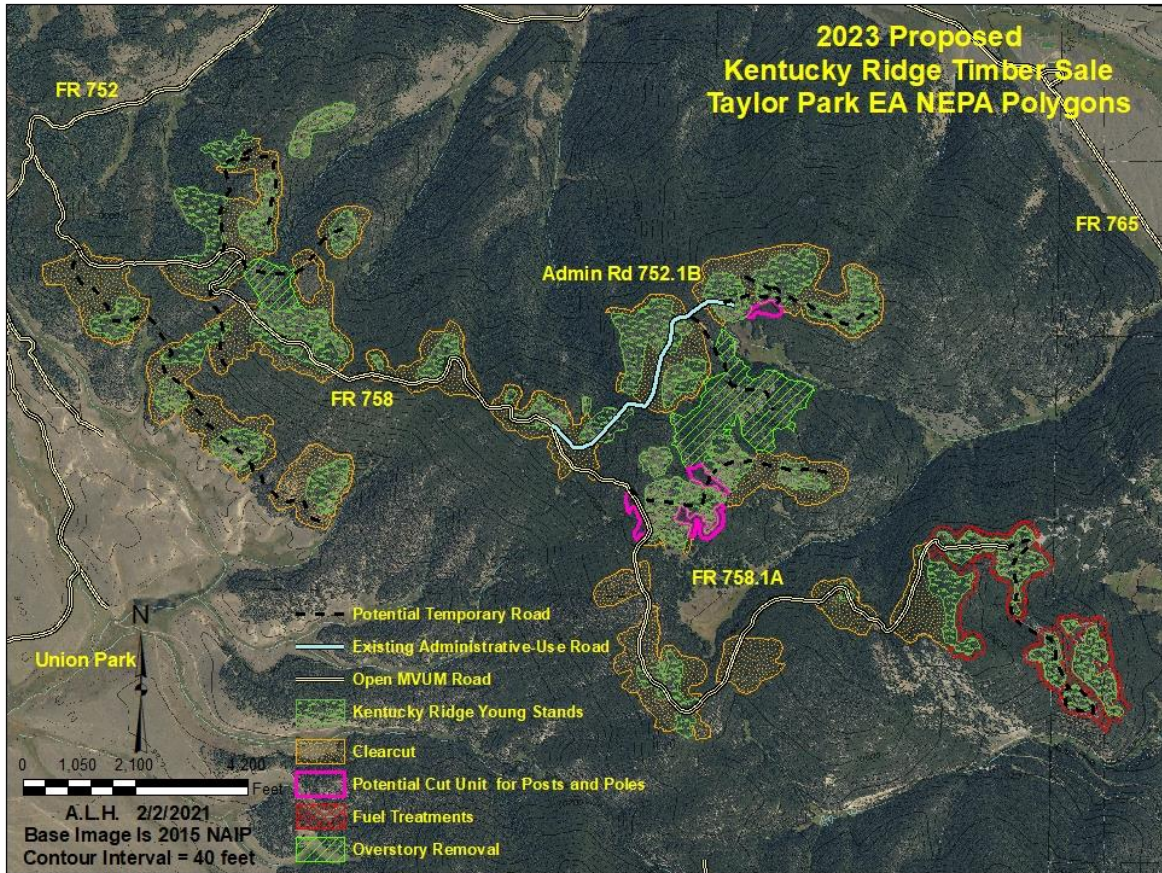 2023 Proposed
Kentucky Ridge Timber Sale
Taylor Park EA NEPA Polygons
FR 752
FR 765
Admin Rd 752.1B
FR 758
FR 758.1A
Union Park
N
0 1,050 2,100 4,200
Feet
A.L.H. 2/2/2021
Base Image Is 2015 NAIP
Contour Interval = 40 feet
Potential Temporary Road
Existing Administrative-Use Road
Open MVUM Road
Kentucky Ridge Young Stands
Clearcut
Potential Cut Unit for Posts and Poles
Fuel Treatments
Overstory Removal